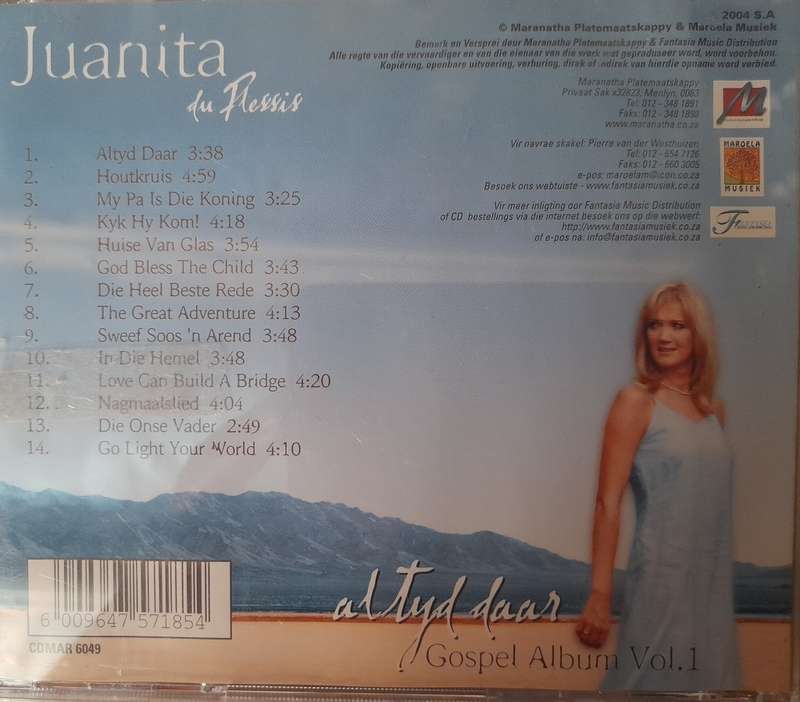 Juanita
du Plessis
2004 S.A
© Maranatha Platemaatskappy & Maroela Musiek
Bemark en Versprei deur Maranatha Platemaatskappy & Fantasia Music Distribution
Alle regte van die vervaardiger en van die eienaar van die werk wat geproduseer word, word voorbehou.
Kopiëring, openbare uitvoering, verhuring, direk of indirek van hierdie opname word verbied.
Maranatha Platemaatskappy
Privaat Sak x32623, Menlyn, 0063
Tel: 012 - 348 1891
Faks: 012 - 348 1890
www.maranatha.co.za
M
Vir navrae skakel: Pierre van der Westhuizen
Tel: 012 - 654 7126
Faks: 012 - 660 3005
e-pos: maroelam@icon.co.za
Besoek ons webtuiste - www.fantasiamusiek.co.za
MAROELA
MUSIEK
Vir meer inligting oor Fantasia Music Distribution
of CD bestellings via die internet besoek ons op die webwerf:
http://www.fantasiamusiek.co.za
of e-pos na: info@fantasiamusiek.co.za
1. Altyd Daar 3:38
2. Houtkruis 4:59
3. My Pa Is Die Koning 3:25
4. Kyk Hy Kom! 4:18
5. Huise Van Glas 3:54
6. God Bless The Child 3:43
7. Die Heel Beste Rede 3:30
8. The Great Adventure 4:13
9. Sweef Soos 'n Arend 3:48
10. In Die Hemel 3:48
11. Love Can Build A Bridge 4:20
12. Nagmaalslied 4:04
13. Die Onse Vader 2:49
14. Go Light Your World 4:10
altyd daar
Gospel Album Vol.1
6 009647 571854
CDMAR 6049